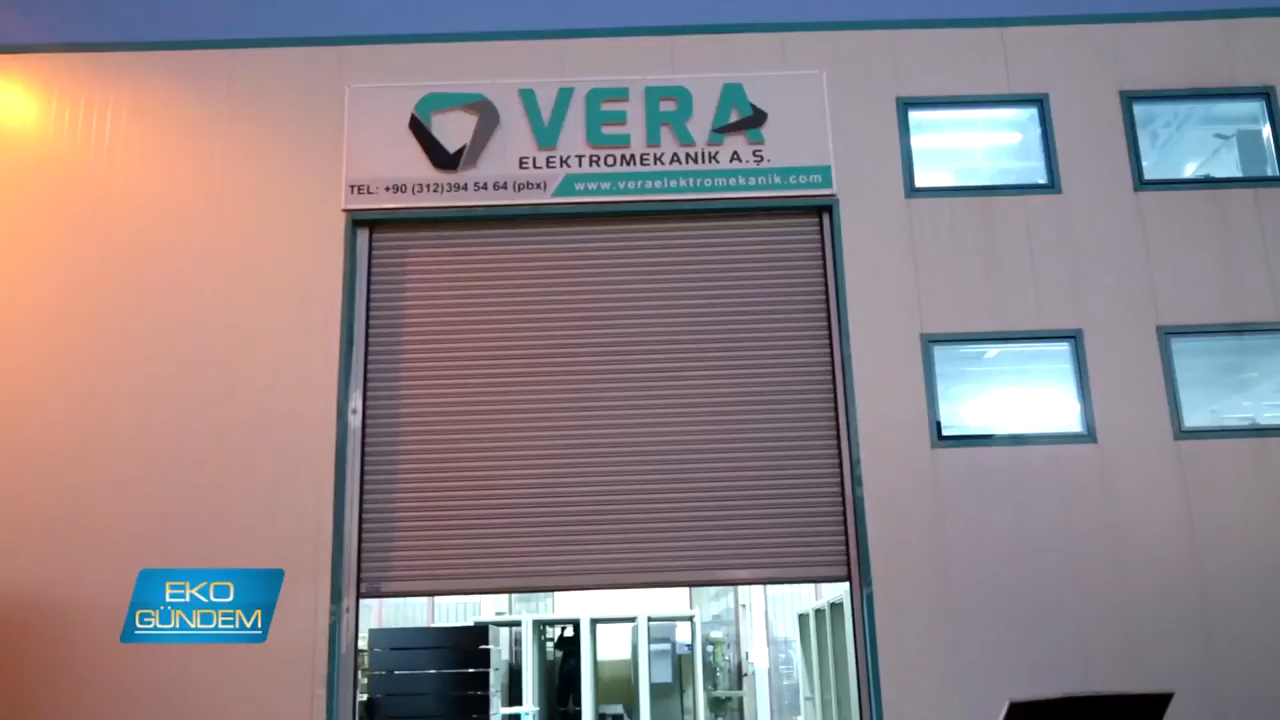 VERA
ELEKTROMEKANİK A.Ş.
TEL: +90 (312)394 54 64 (pbx)
www.veraelektromekanik.com
EKO
GÜNDEM